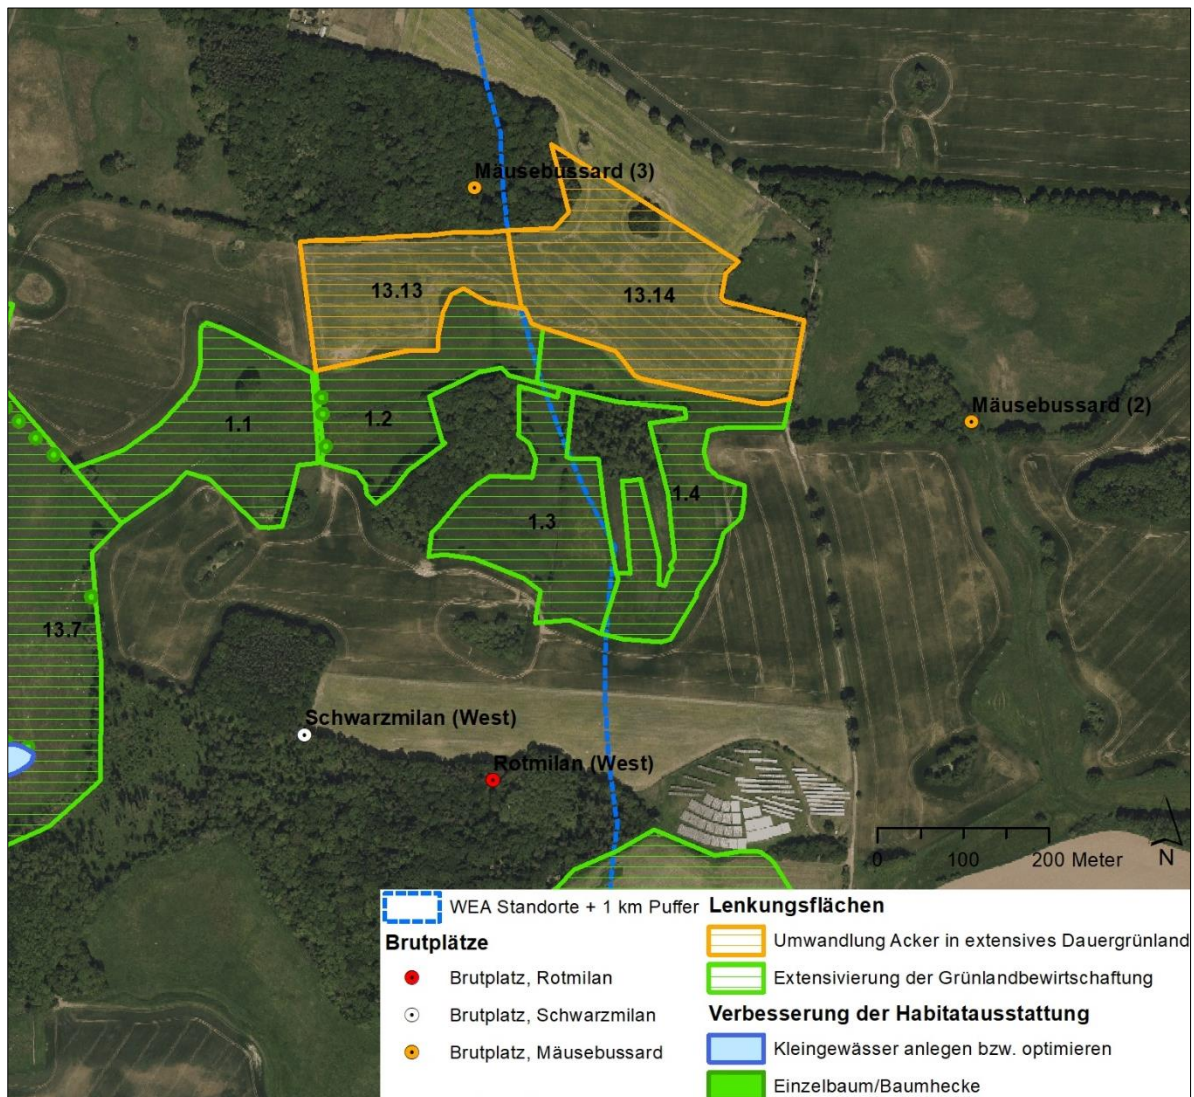 Mäusebussard (3)
13.13
13.14
Mäusebussard (2)
1.1
1.2
1.3
1.4
13.7
Schwarzmilan (West)
Rotmilan (West)
0 100 200 Meter
N
WEA Standorte + 1 km Puffer
Brutplätze
Brutplatz, Rotmilan
Brutplatz, Schwarzmilan
Brutplatz, Mäusebussard
Lenkungsflächen
Umwandlung Acker in extensives Dauergrünland
Extensivierung der Grünlandbewirtschaftung
Verbesserung der Habitatausstattung
Kleingewässer anlegen bzw. optimieren
Einzelbaum/Baumhecke